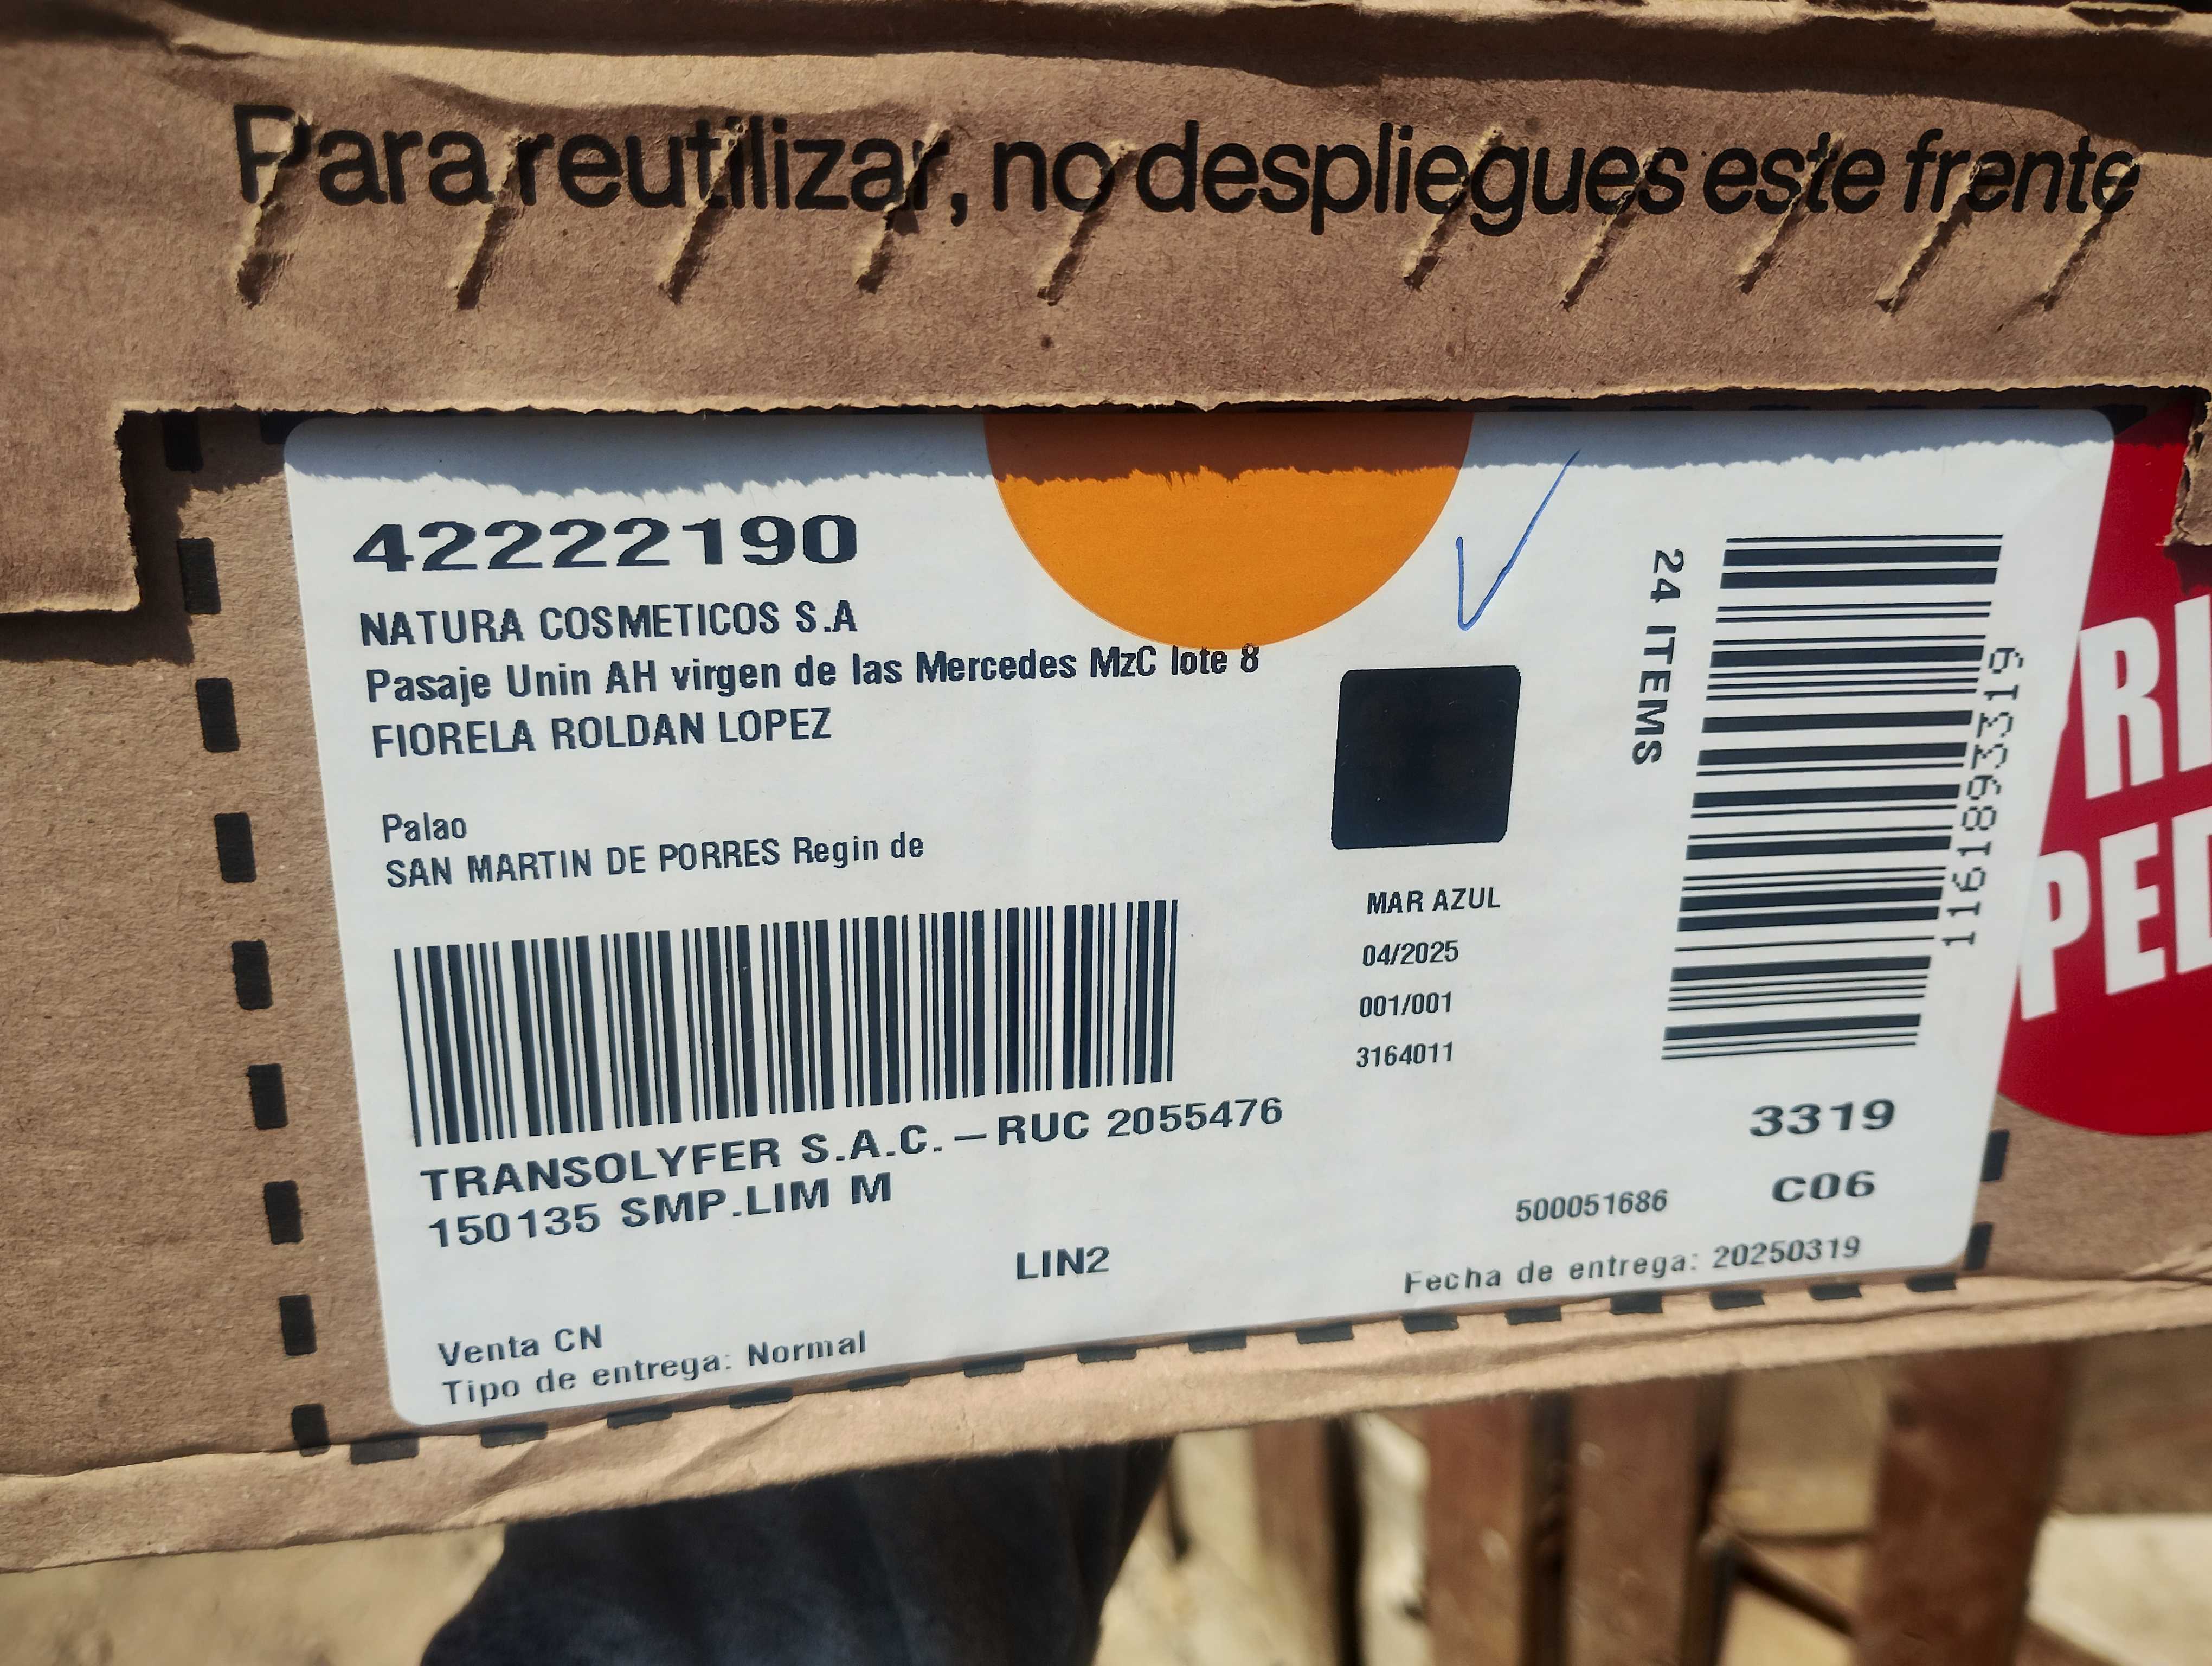 Para reutilizar, no despliegues este frente
42222190
NATURA COSMETICOS S.A
Pasaje Unin AH virgen de las Mercedes MzC lote 8
FIORELA ROLDAN LOPEZ
Palao
SAN MARTIN DE PORRES Regin de
TRANSOLYFER S.A.C. – RUC 2055476
150135 SMP.LIM M
LIN2
Venta CN
Tipo de entrega: Normal
MAR AZUL
04/2025
001/001
3164011
24 ITEMS
1161893319
3319
C06
500051686
Fecha de entrega: 20250319